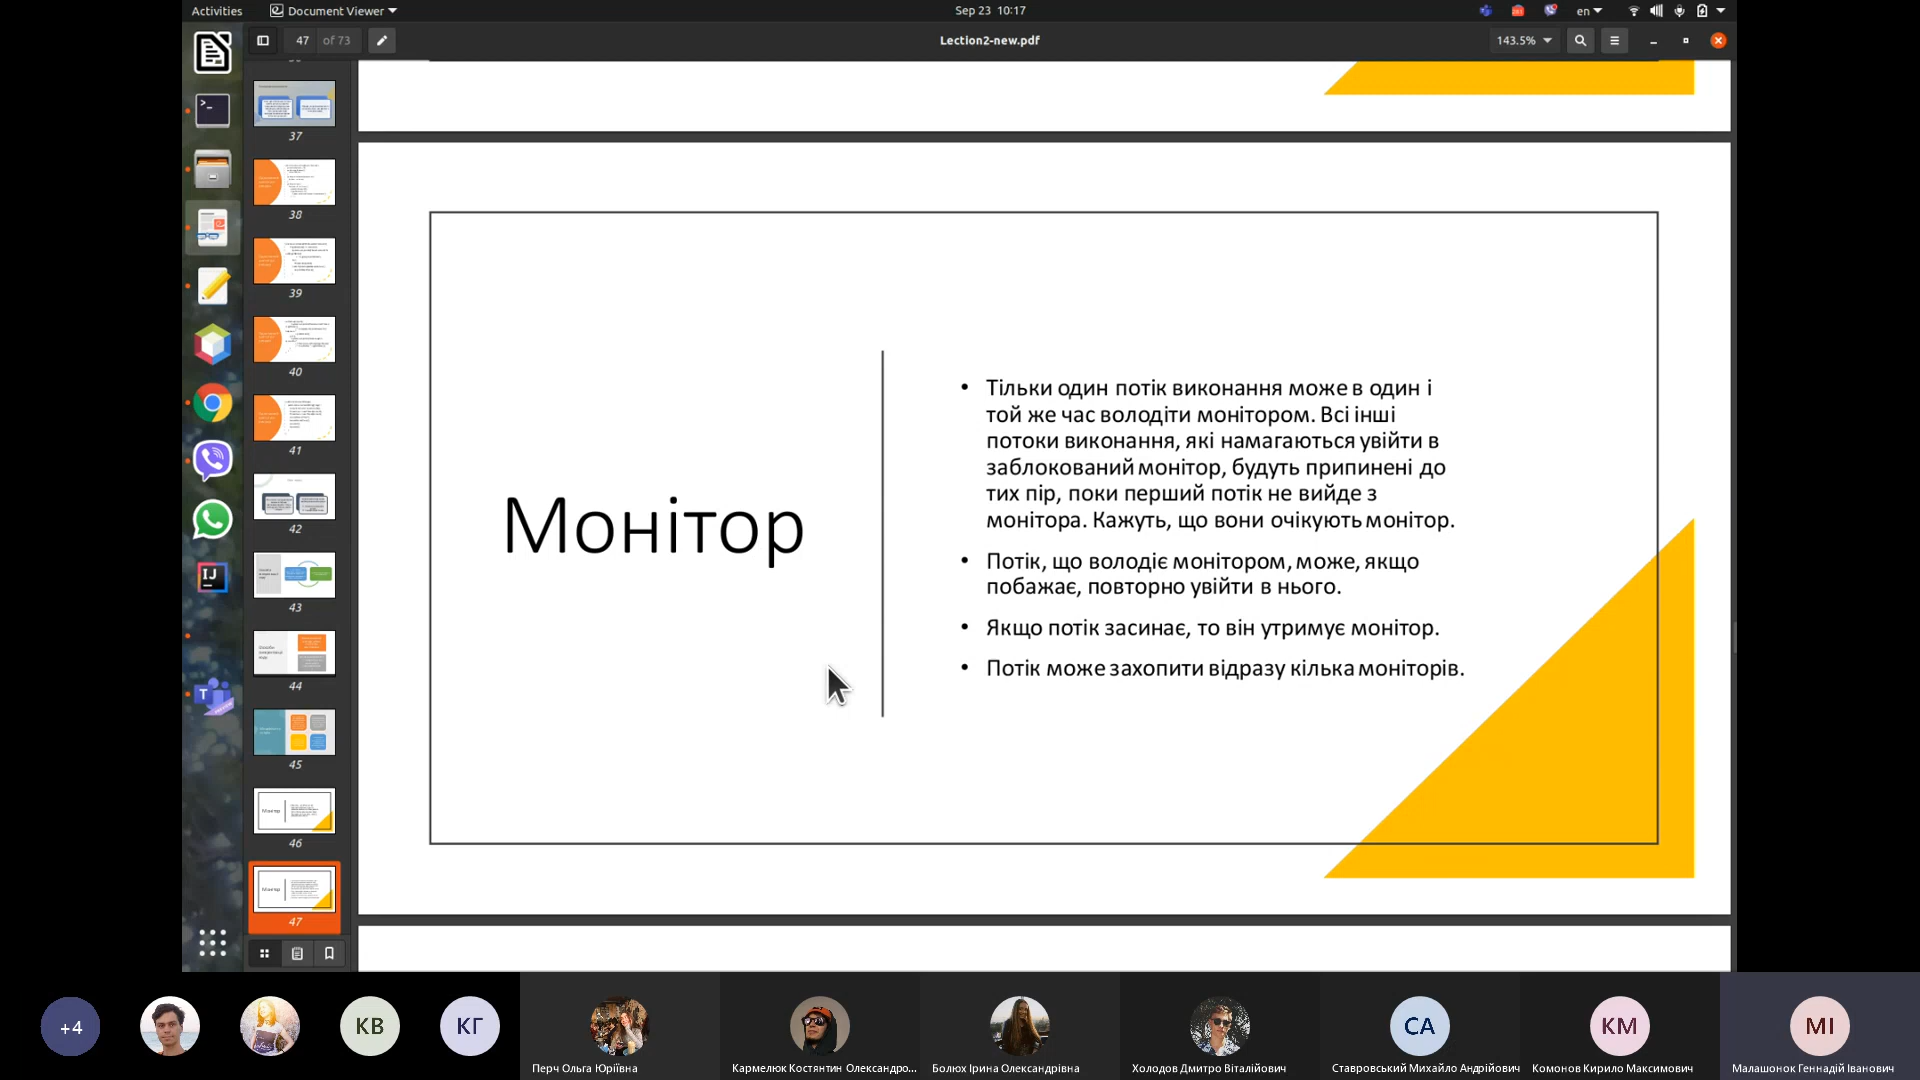 Activities
Document Viewer
Sep 23 10:17
en
47
of 73
Lection2-new.pdf
143.5%
37
38
39
40
41
42
43
44
45
Монітор
46
Монітор
47
Монітор
• Тільки один потік виконання може в один і
той же час володіти монітором. Всі інші
потоки виконання, які намагаються увійти в
заблокований монітор, будуть припинені до
тих пір, поки перший потік не вийде з
монітора. Кажуть, що вони очікують монітор.
• Потік, що володіє монітором, може, якщо
побажає, повторно увійти в нього.
• Якщо потік засинає, то він утримує монітор.
• Потік може захопити відразу кілька моніторів.
+4
КВ
КГ
СА
КМ
МІ
Перч Ольга Юріївна
Кармелюк Костянтин Олександро...
Болюх Ірина Олександрівна
Холодов Дмитро Віталійович
Ставровський Михайло Андрійович
Комонов Кирило Максимович
Малашонок Геннадій Іванович